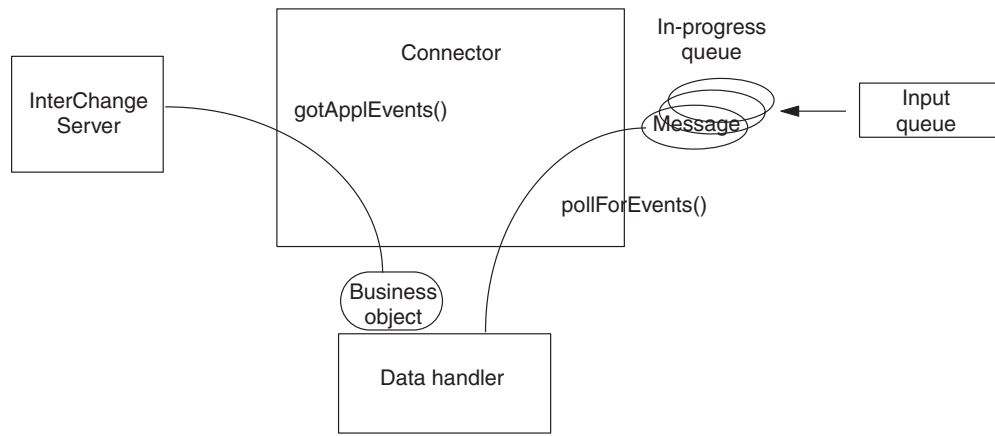 Connector
In-progress
queue
InterChange
Server
gotApplEvents()
Message
Input
queue
pollForEvents()
Business
object
Data handler